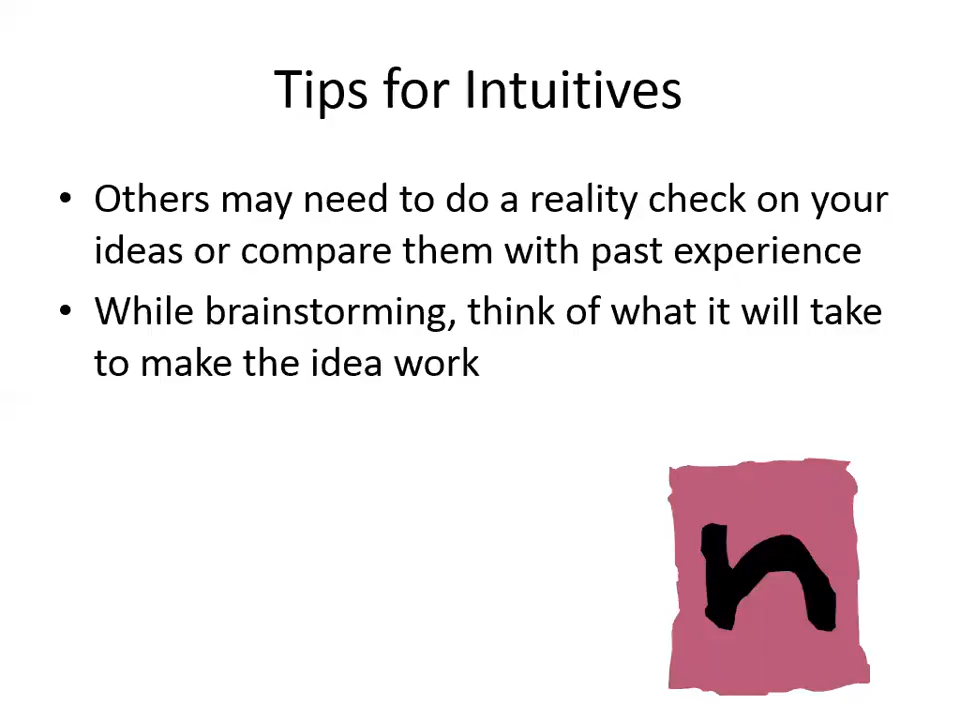 Tips for Intuitives
• Others may need to do a reality check on your
ideas or compare them with past experience
• While brainstorming, think of what it will take
to make the idea work
n